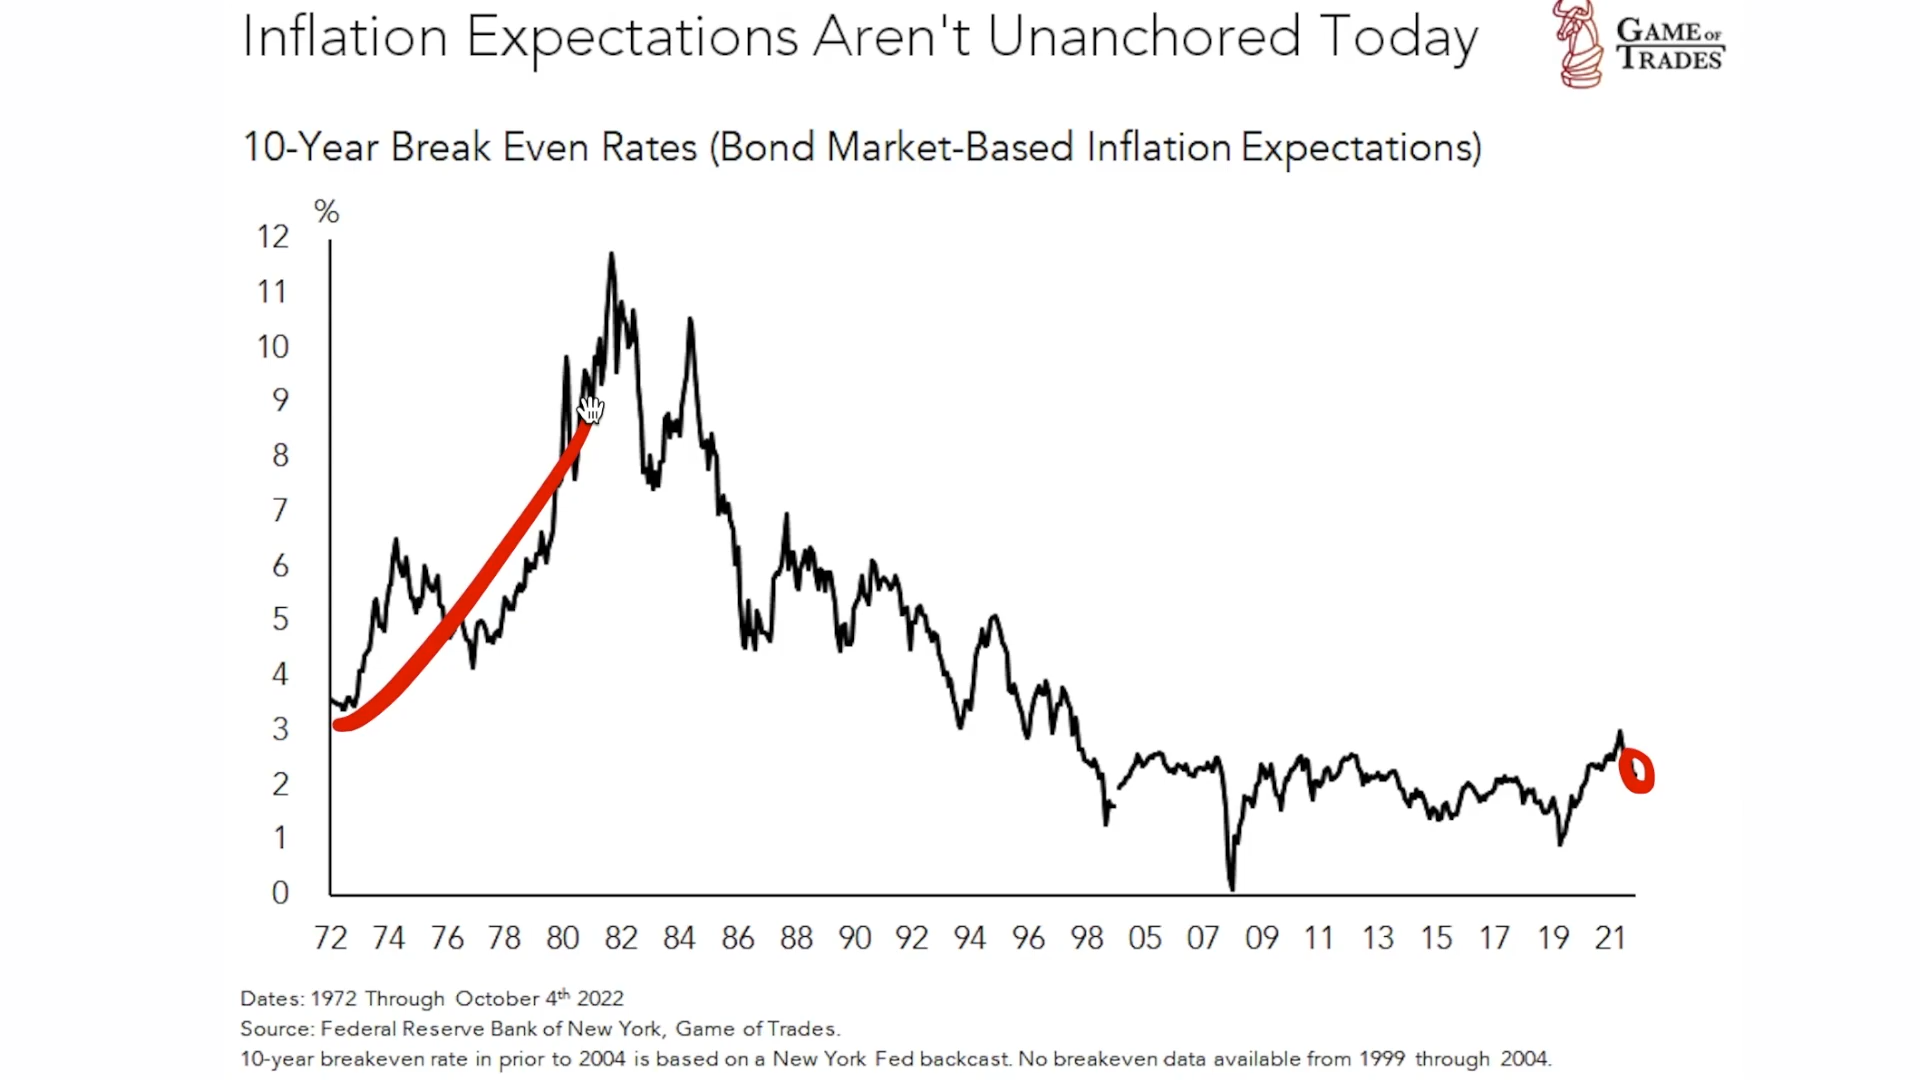 Inflation Expectations Aren't Unanchored Today
GAME OF
TRADES
10-Year Break Even Rates (Bond Market-Based Inflation Expectations)
%
12
11
10
9
8
7
6
5
4
3
2
1
0
72 74 76 78 80 82 84 86 88 90 92 94 96 98 05 07 09 11 13 15 17 19 21
Dates: 1972 Through October 4th 2022
Source: Federal Reserve Bank of New York, Game of Trades.
10-year breakeven rate in prior to 2004 is based on a New York Fed backcast. No breakeven data available from 1999 through 2004.